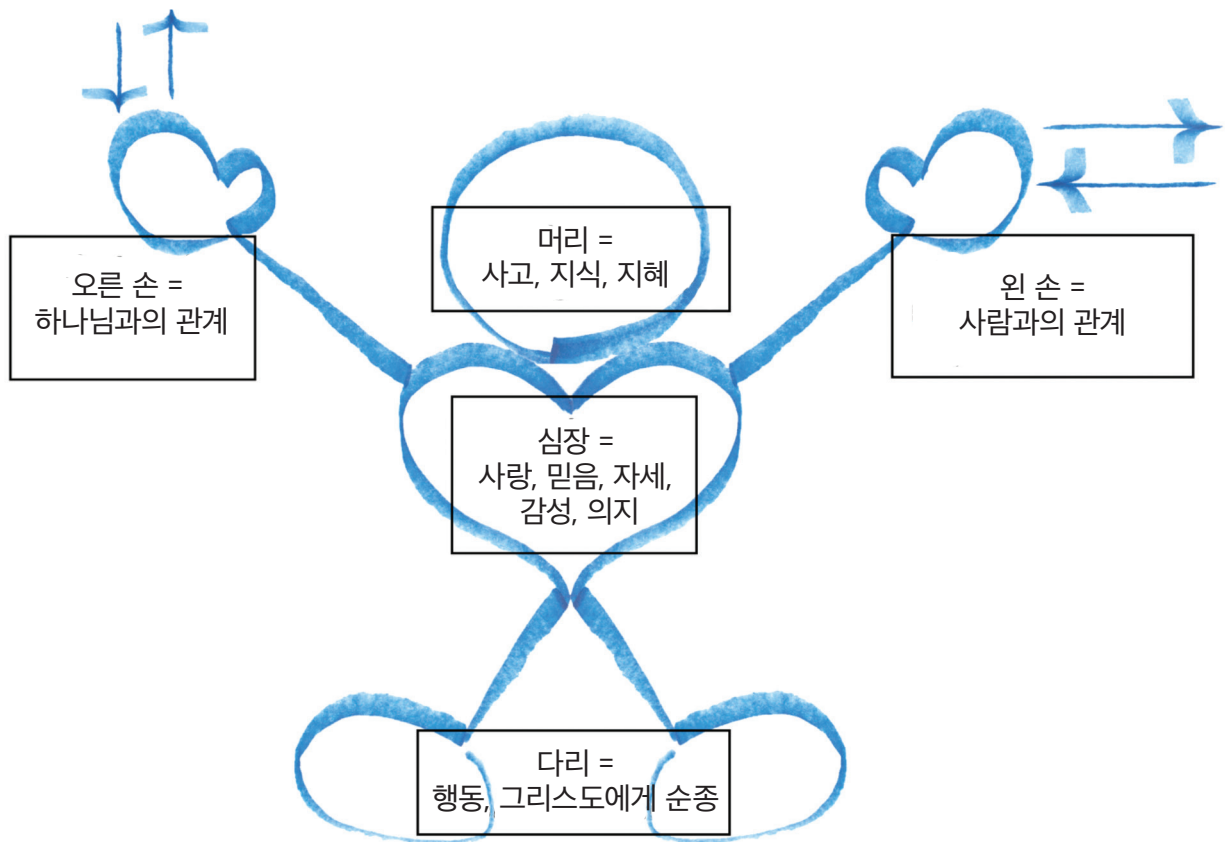 머리 =
사고, 지식, 지혜
오른 손 =
하나님과의 관계
왼 손 =
사람과의 관계
심장 =
사랑, 믿음, 자세,
감성, 의지
다리 =
행동, 그리스도에게 순종